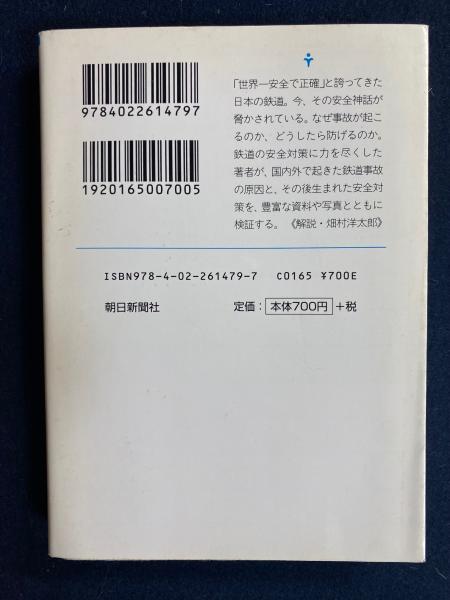 9784022614797
1920165007005
「世界一安全で正確」と誇ってきた
日本の鉄道。今、その安全神話が
脅かされている。なぜ事故が起こ
るのか、どうしたら防げるのか。
鉄道の安全対策に力を尽くした
著者が、国内外で起きた鉄道事故
の原因と、その後生まれた安全対
策を、豊富な資料や写真とともに
検証する。《解説・畑村洋太郎》
ISBN978-4-02-261479-7 C0165 ¥700E
朝日新聞社 定価：本体700円＋税